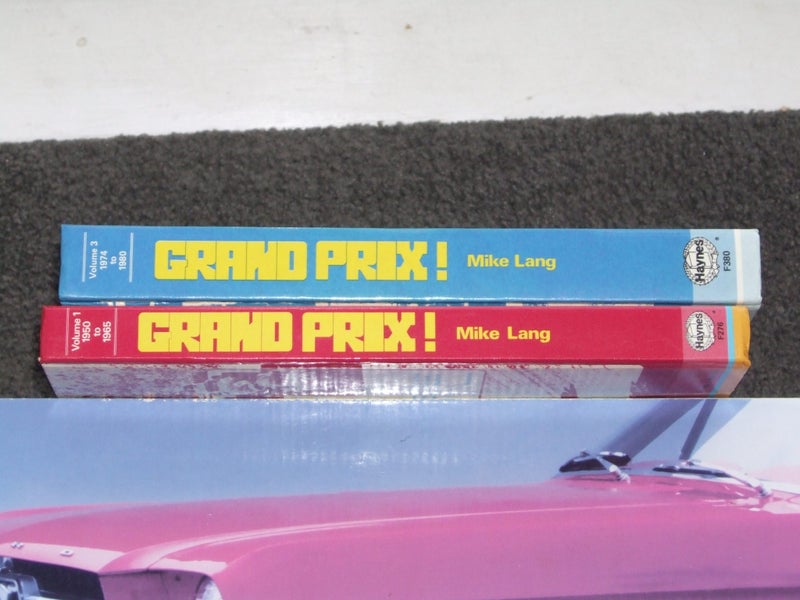 Volume 3
1974
to
1980
GRAND PRIX!
Mike Lang
Haynes
®
F380
Volume 1
1950
to
1965
GRAND PRIX!
Mike Lang
Haynes
F276